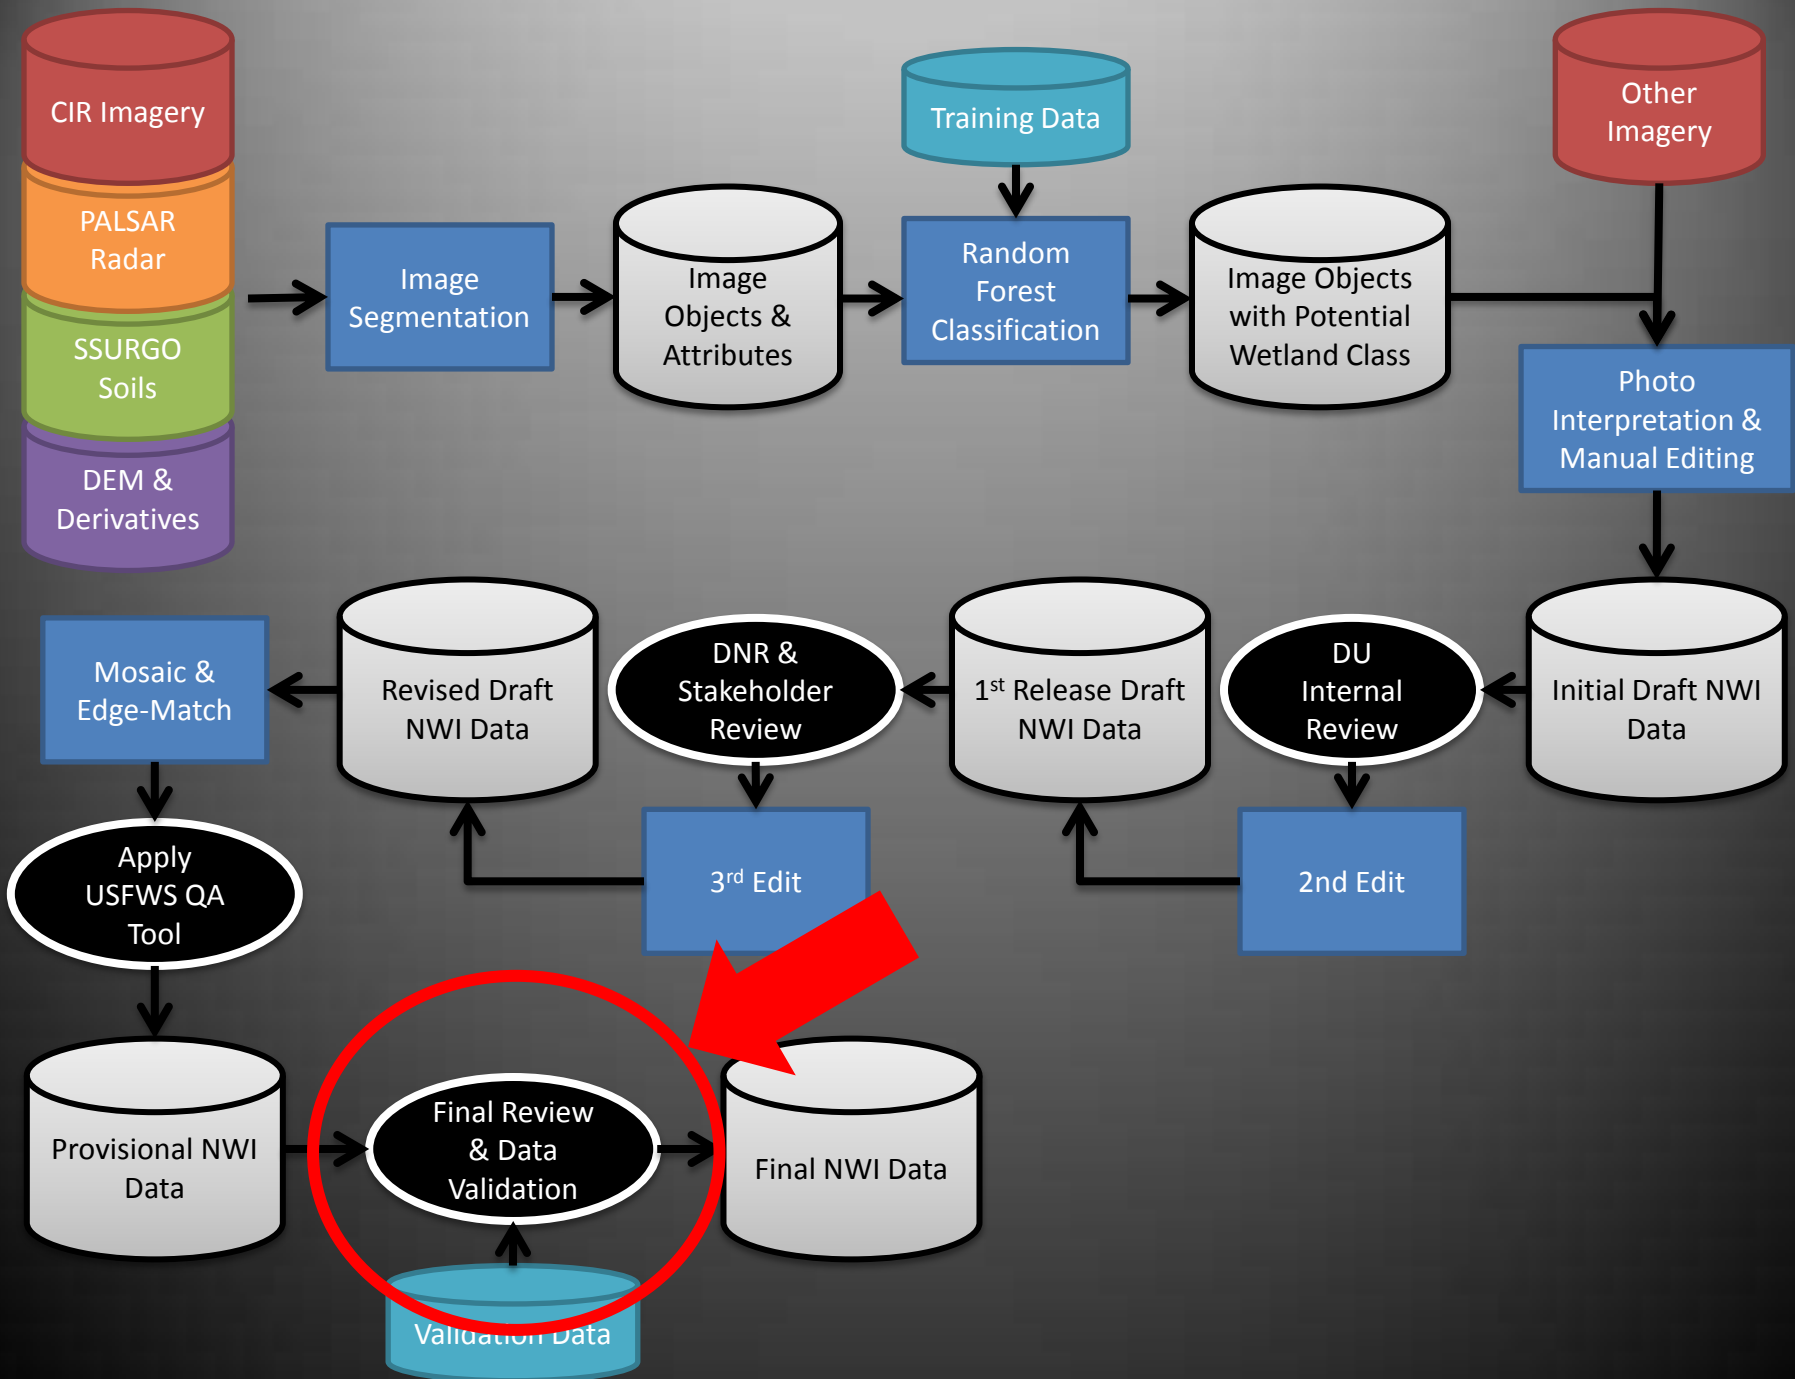 CIR Imagery
PALSAR
Radar
SSURGO
Soils
DEM &
Derivatives
Image
Segmentation
Image
Objects &
Attributes
Training Data
Random
Forest
Classification
Image Objects
with Potential
Wetland Class
Other
Imagery
Photo
Interpretation &
Manual Editing
Initial Draft NWI
Data
DU
Internal
Review
2nd Edit
1st Release Draft
NWI Data
DNR &
Stakeholder
Review
3rd Edit
Revised Draft
NWI Data
Mosaic &
Edge-Match
Apply
USFWS QA
Tool
Provisional NWI
Data
Final Review
& Data
Validation
Validation Data
Final NWI Data